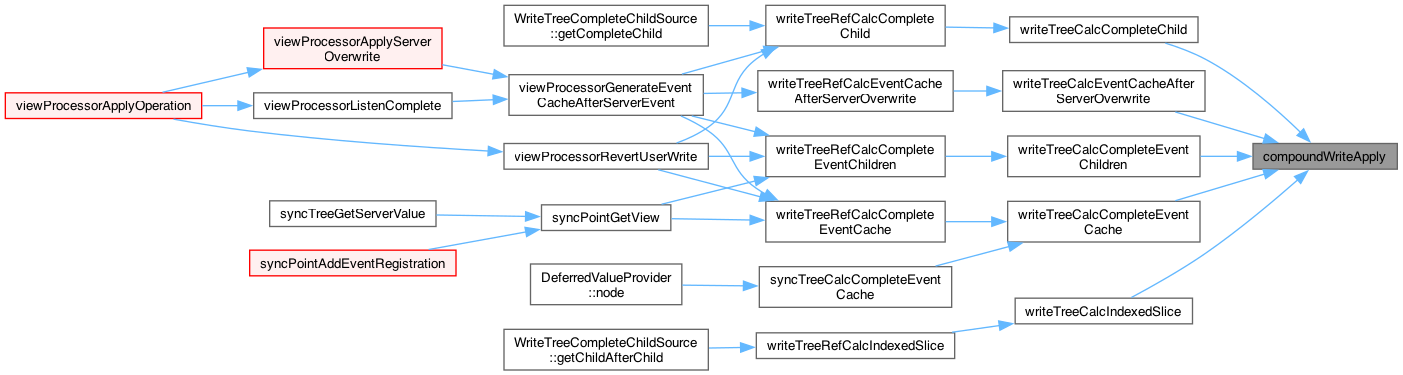 WriteTreeCompleteChildSource
::getCompleteChild
writeTreeRefCalcComplete
Child
writeTreeCalcCompleteChild
viewProcessorApplyServer
Overwrite
viewProcessorApplyOperation
viewProcessorListenComplete
viewProcessorGenerateEvent
CacheAfterServerEvent
writeTreeRefCalcEventCache
AfterServerOverwrite
writeTreeCalcEventCacheAfter
ServerOverwrite
viewProcessorRevertUserWrite
writeTreeRefCalcComplete
EventChildren
writeTreeCalcCompleteEvent
Children
compoundWriteApply
syncTreeGetServerValue
syncPointGetView
writeTreeRefCalcComplete
EventCache
writeTreeCalcCompleteEvent
Cache
syncPointAddEventRegistration
DeferredValueProvider
::node
syncTreeCalcCompleteEvent
Cache
writeTreeCalcIndexedSlice
WriteTreeCompleteChildSource
::getChildAfterChild
writeTreeRefCalcIndexedSlice